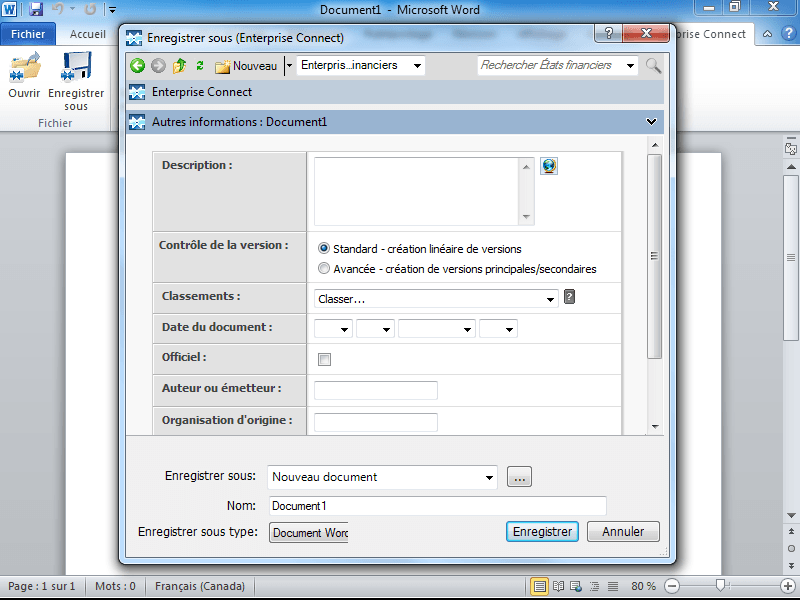 Document1 - Microsoft Word
Fichier
Accueil
Enregistrer sous (Enterprise Connect)
prise Connect
Ouvrir
Enregistrer
sous
Fichier
Nouveau
Enterpris...inanciers
Rechercher États financiers
Enterprise Connect
Autres informations : Document1
Description :
Contrôle de la version :
Standard - création linéaire de versions
Avancée - création de versions principales/secondaires
Classements :
Classer...
?
Date du document :
Officiel :
Auteur ou émetteur :
Organisation d'origine :
Enregistrer sous:
Nouveau document
...
Nom:
Document1
Enregistrer sous type:
Document Word
Enregistrer
Annuler
Page : 1 sur 1
Mots : 0
Français (Canada)
80 %